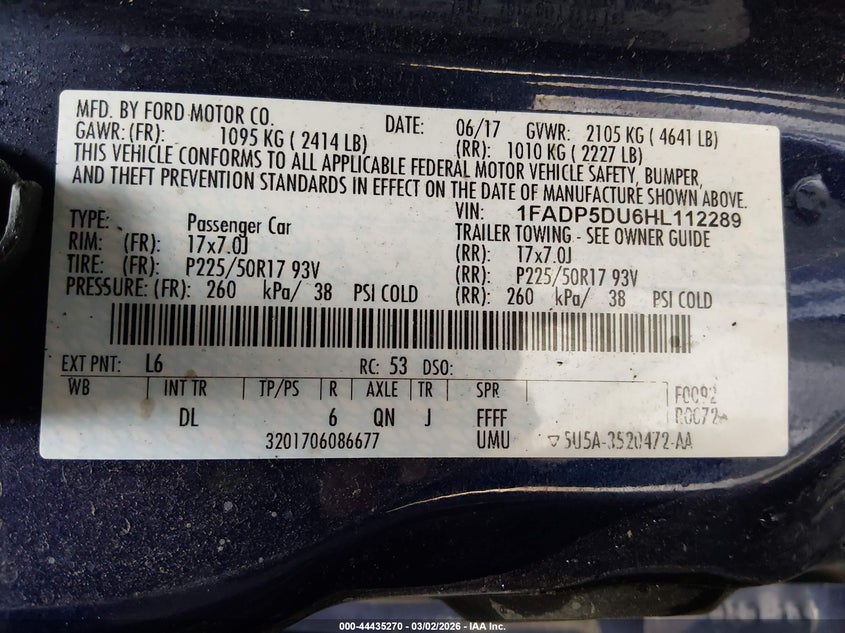 MFD. BY FORD MOTOR CO. DATE: 06/17 GVWR: 2105 KG ( 4641 LB)
GAWR: (FR): 1095 KG ( 2414 LB) (RR): 1010 KG ( 2227 LB)
THIS VEHICLE CONFORMS TO ALL APPLICABLE FEDERAL MOTOR VEHICLE SAFETY, BUMPER,
AND THEFT PREVENTION STANDARDS IN EFFECT ON THE DATE OF MANUFACTURE SHOWN ABOVE.
VIN: 1FADP5DU6HL112289
TYPE: Passenger Car TRAILER TOWING - SEE OWNER GUIDE
RIM: (FR): 17x7.0J (RR): 17x7.0J
TIRE: (FR): P225/50R17 93V (RR): P225/50R17 93V
PRESSURE: (FR): 260 kPa/ 38 PSI COLD (RR): 260 kPa/ 38 PSI COLD
EXT PNT: L6 RC: 53 DSO:
WB INT TR TP/PS R AXLE TR SPR F0092
DL 6 QN J FFFF R0072
3201706086677 UMU ▽5U5A-3520472-AA
000-44435270 - 03/02/2026 - IAA Inc.